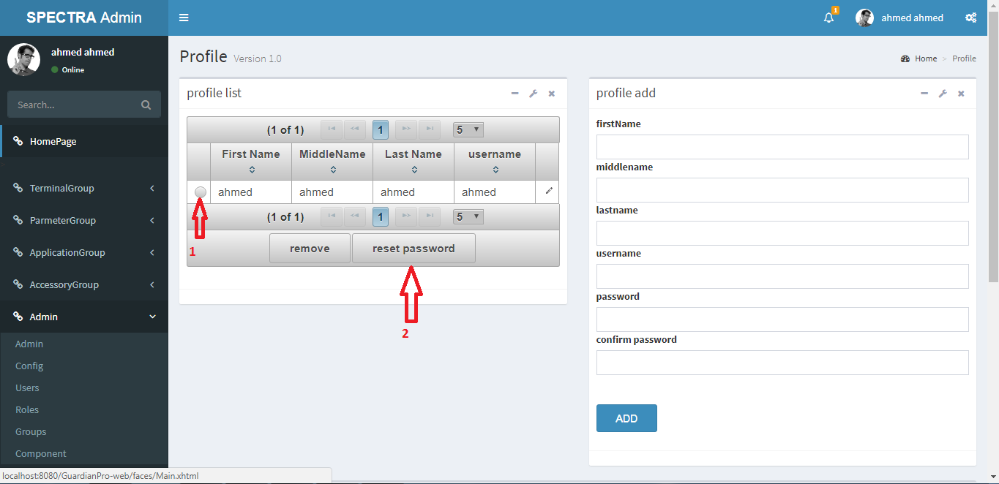 SPECTRA Admin
1
ahmed ahmed
ahmed ahmed
Online
Search...
HomePage
TerminalGroup
ParmeterGroup
ApplicationGroup
AccessoryGroup
Admin
Admin
Config
Users
Roles
Groups
Component
Profile Version 1.0
Home > Profile
profile list
(1 of 1) 1 5
First Name MiddleName Last Name username
ahmed ahmed ahmed ahmed
(1 of 1) 1 5
remove reset password
1
2
profile add
firstName
middlename
lastname
username
password
confirm password
ADD
localhost:8080/GuardianPro-web/faces/Main.xhtml